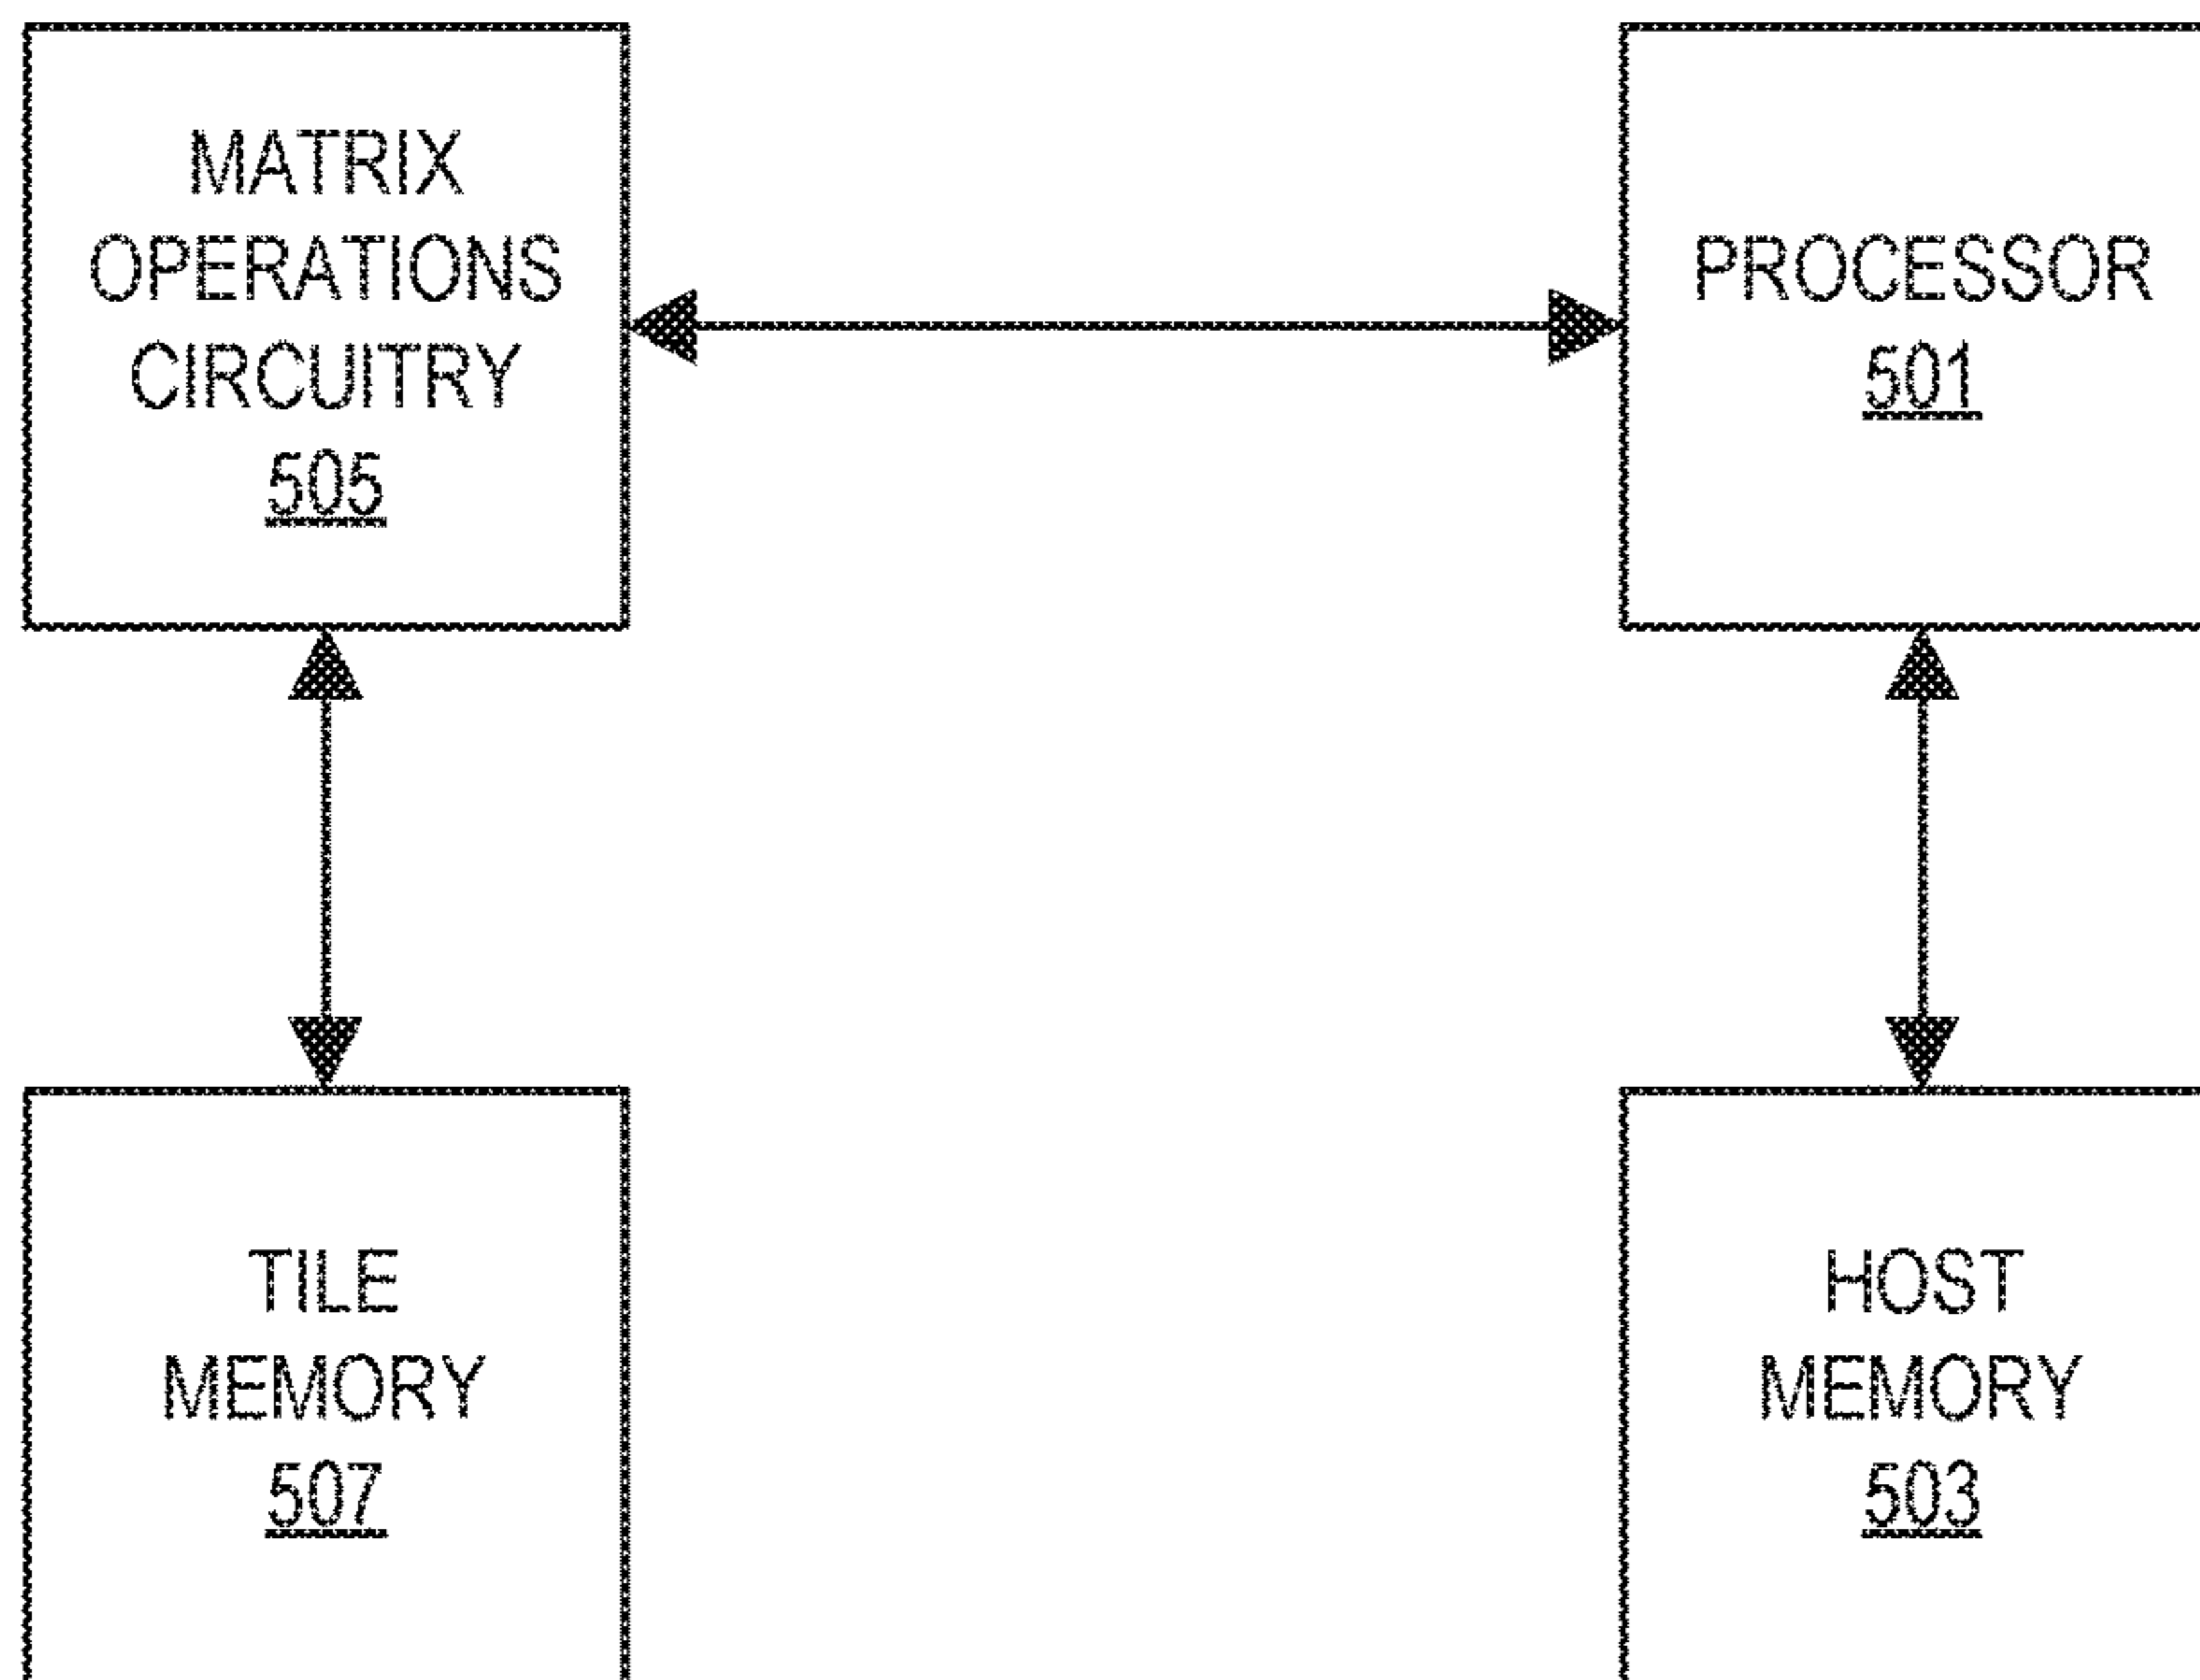 MATRIX
OPERATIONS
CIRCUITRY
505
PROCESSOR
501
TILE
MEMORY
507
HOST
MEMORY
503